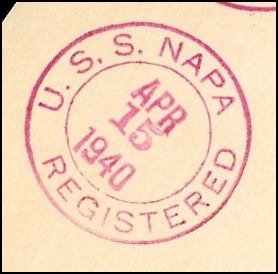 U. S. S. NAPA
APR
15
1940
REGISTERED